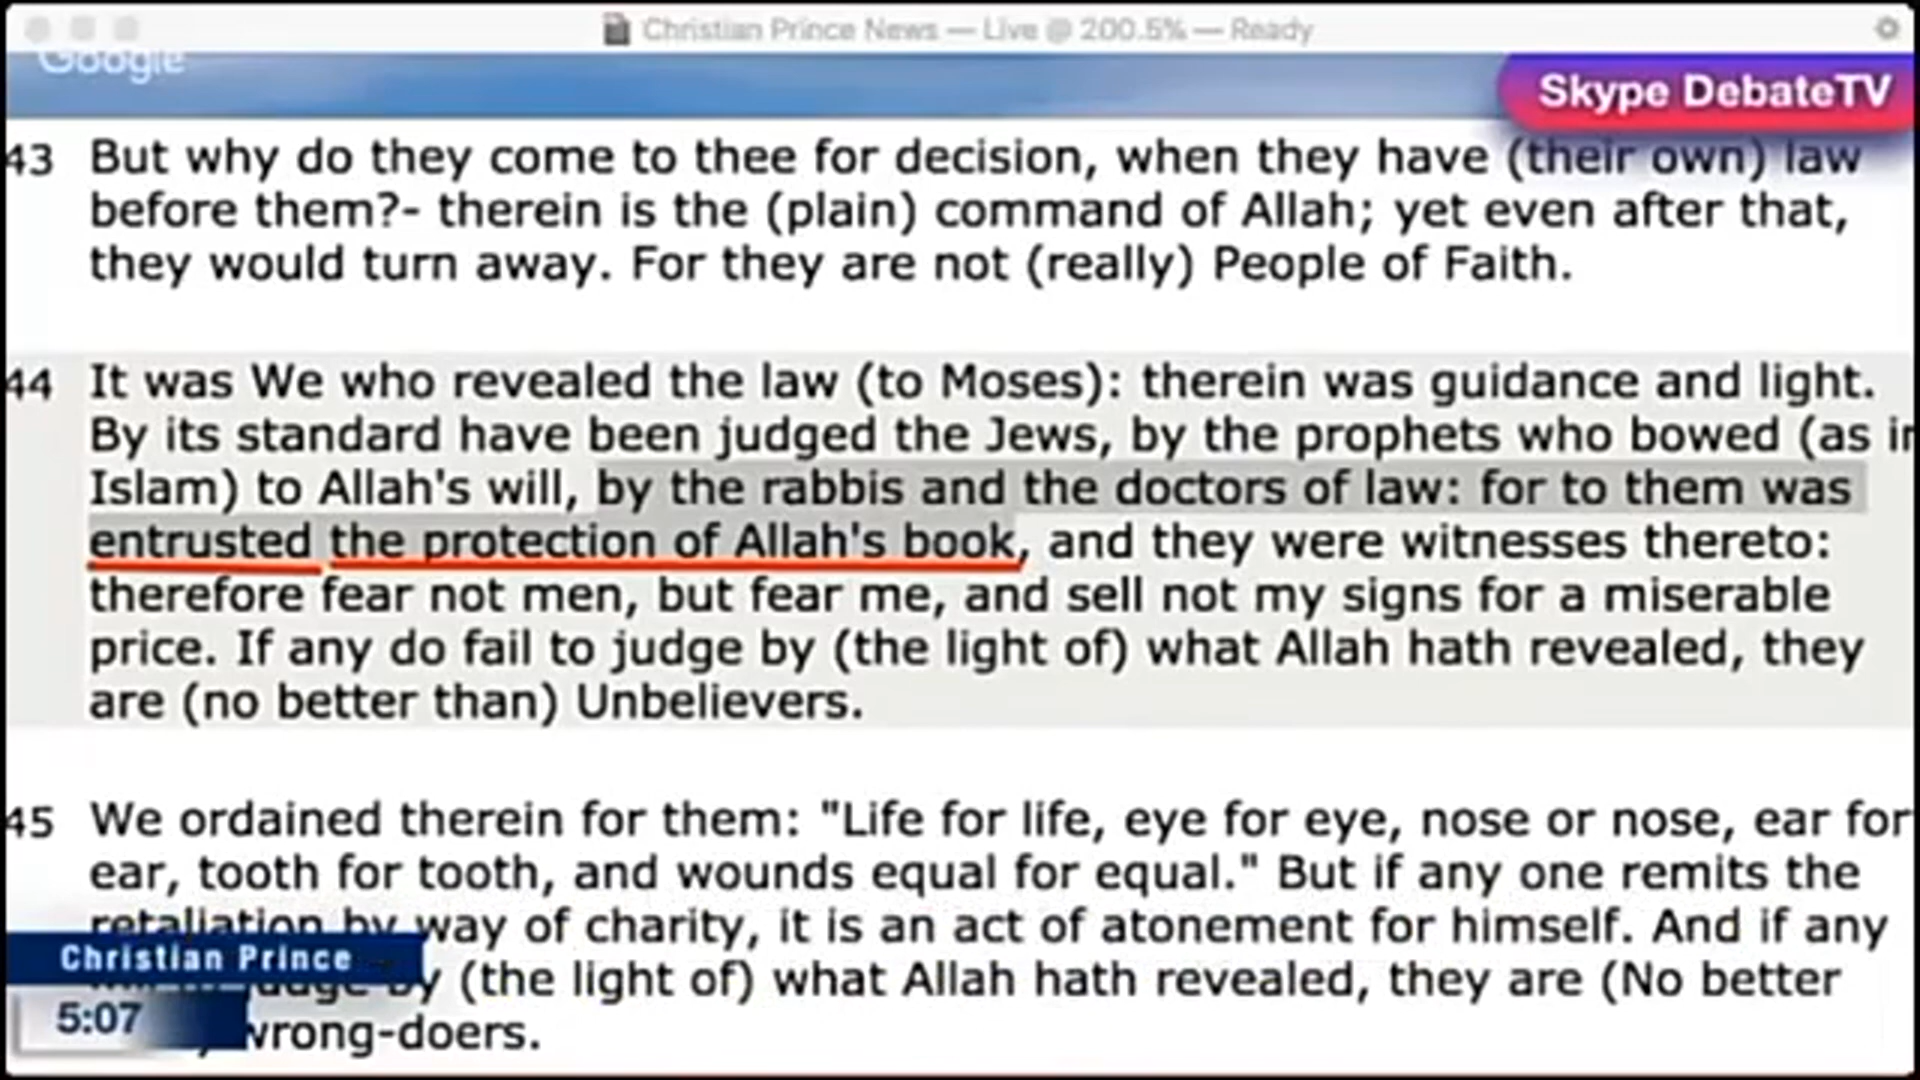 Christian Prince News — Live @ 200.5% — Ready
Google
Skype DebateTV
43 But why do they come to thee for decision, when they have (their own) law
before them?- therein is the (plain) command of Allah; yet even after that,
they would turn away. For they are not (really) People of Faith.
44 It was We who revealed the law (to Moses): therein was guidance and light.
By its standard have been judged the Jews, by the prophets who bowed (as in
Islam) to Allah's will, by the rabbis and the doctors of law: for to them was
entrusted the protection of Allah's book, and they were witnesses thereto:
therefore fear not men, but fear me, and sell not my signs for a miserable
price. If any do fail to judge by (the light of) what Allah hath revealed, they
are (no better than) Unbelievers.
45 We ordained therein for them: "Life for life, eye for eye, nose or nose, ear for
ear, tooth for tooth, and wounds equal for equal." But if any one remits the
retaliation by way of charity, it is an act of atonement for himself. And if any
judge by (the light of) what Allah hath revealed, they are (No better
wrong-doers.
Christian Prince
5:07